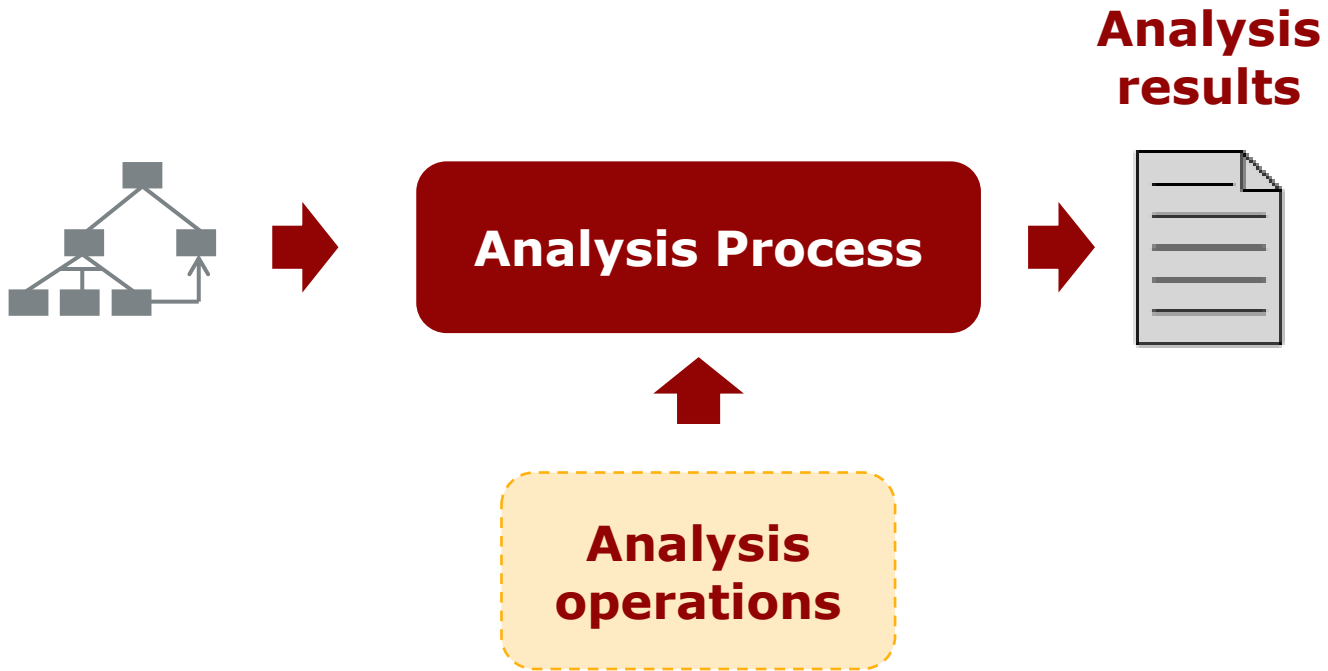 Analysis
results
Analysis Process
Analysis
operations